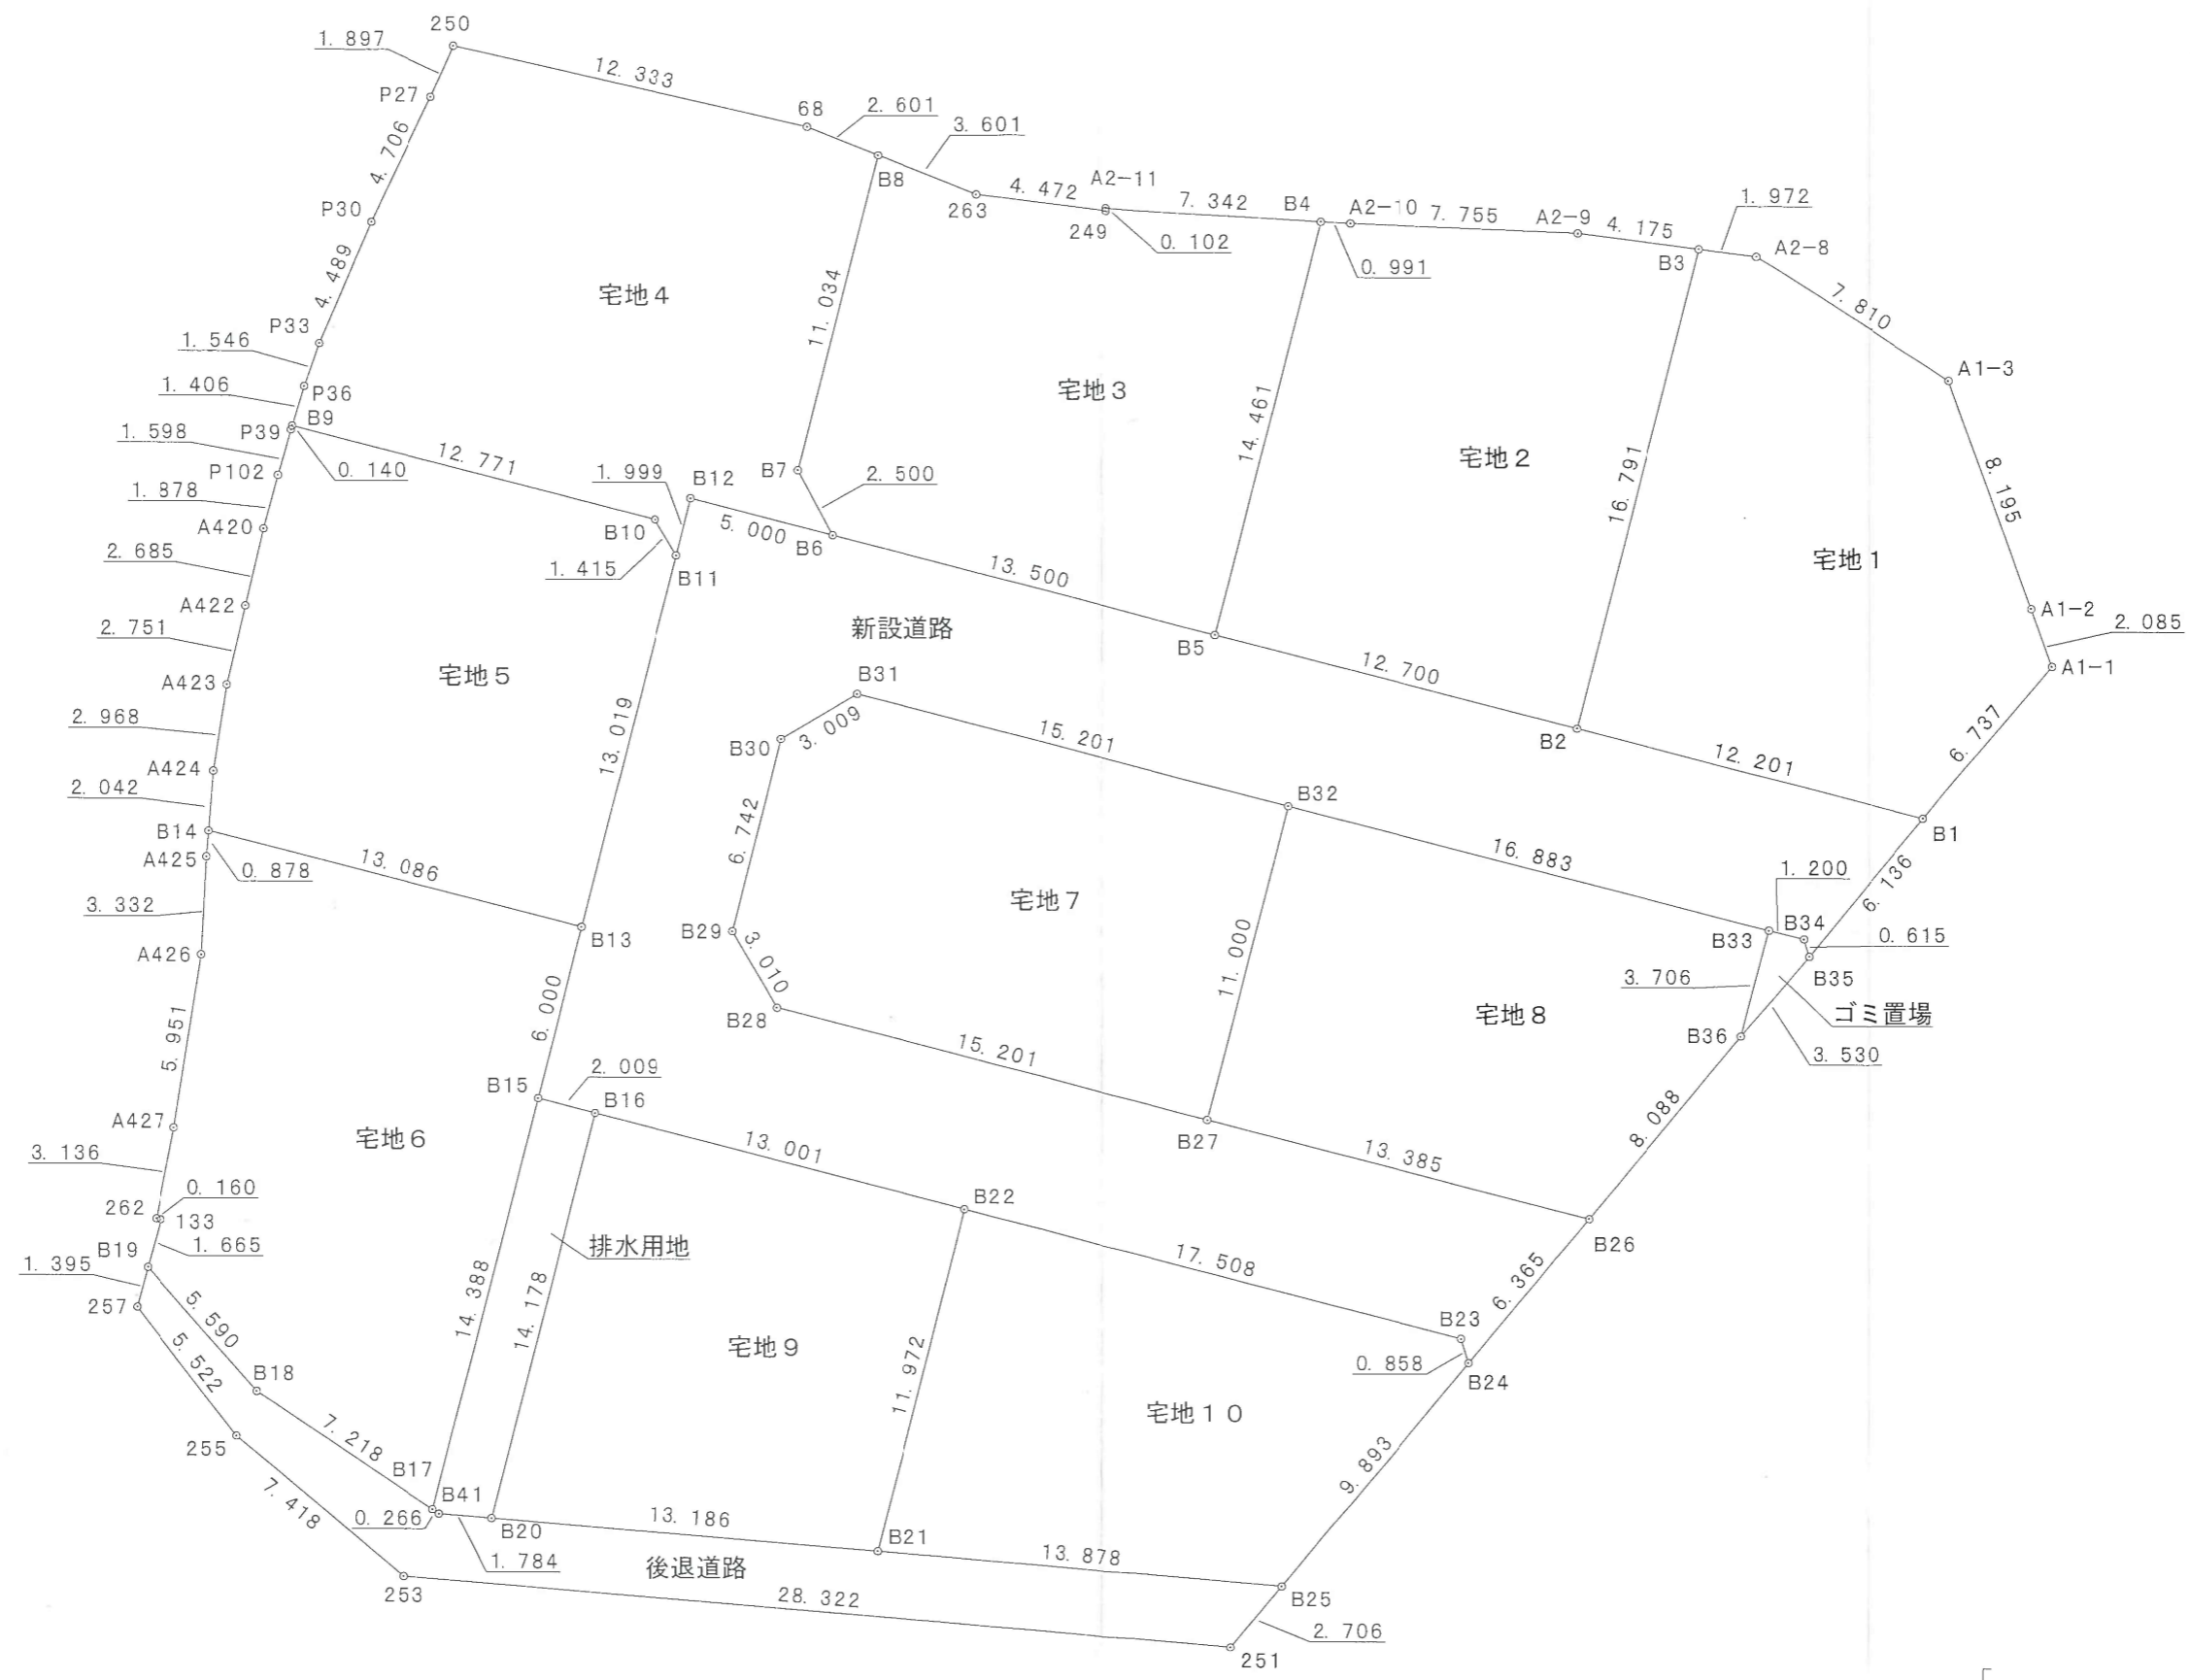 250
1. 897
12. 333
P27
68
2. 601
3. 601
4. 706
B8
P30
263
4. 472
A2-11
7. 342
B4
A2-10
7. 755
A2-9
4. 175
1. 972
249
0. 102
0. 991
B3
A2-8
4. 489
宅地4
11. 034
7. 810
P33
1. 546
1. 406
P36
宅地3
14. 461
A1-3
B9
P39
1. 598
0. 140
12. 771
P102
1. 878
1. 999
B12
B7
2. 500
宅地2
16. 791
8. 195
A420
B10
5. 000
B6
2. 685
1. 415
B11
13. 500
宅地1
A422
A1-2
2. 751
新設道路
B5
2. 085
A423
宅地5
B31
12. 700
A1-1
2. 968
13. 019
B30
3. 009
15. 201
B2
6. 737
A424
12. 201
2. 042
B32
B14
6. 742
B1
A425
0. 878
13. 086
16. 883
1. 200
6. 136
3. 332
宅地7
B29
B13
B33
B34
0. 615
A426
3. 010
11. 000
3. 706
B35
B28
宅地8
ゴミ置場
6. 000
B36
3. 530
5. 951
15. 201
B15
2. 009
B16
A427
宅地6
13. 001
B27
8. 088
3. 136
13. 385
0. 160
262
133
B22
B26
B19
1. 665
排水用地
17. 508
1. 395
257
5. 590
14. 388
14. 178
6. 365
B23
5. 522
宅地9
11. 972
0. 858
B24
B18
宅地10
255
7. 218
B17
9. 893
7. 418
B41
0. 266
B20
13. 186
B21
1. 784
後退道路
13. 878
253
28. 322
B25
2. 706
251